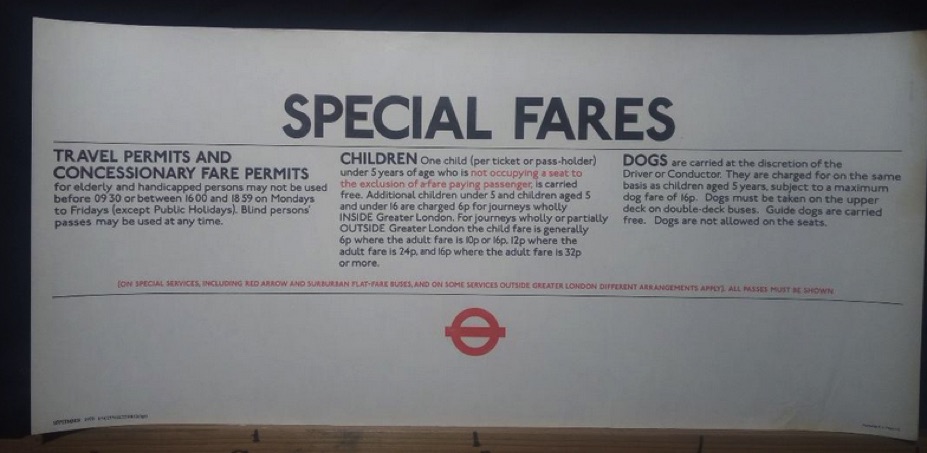 SPECIAL FARES
TRAVEL PERMITS AND
CONCESSIONARY FARE PERMITS
for elderly and handicapped persons may not be used
before 09 30 or between 16 00 and 18 59 on Mondays
to Fridays (except Public Holidays). Blind persons'
passes may be used at any time.
CHILDREN One child (per ticket or pass-holder)
under 5 years of age who is not occupying a seat to
the exclusion of a fare paying passenger, is carried
free. Additional children under 5 and children aged 5
and under 16 are charged 6p for journeys wholly
INSIDE Greater London. For journeys wholly or partially
OUTSIDE Greater London the child fare is generally
6p where the adult fare is 10p or 16p, 12p where the
adult fare is 24p, and 16p where the adult fare is 32p
or more.
DOGS are carried at the discretion of the
Driver or Conductor. They are charged for on the same
basis as children aged 5 years, subject to a maximum
dog fare of 16p. Dogs must be taken on the upper
deck on double-deck buses. Guide dogs are carried
free. Dogs are not allowed on the seats.
(ON SPECIAL SERVICES, INCLUDING RED ARROW AND SURBURBAN FLAT-FARE BUSES, AND ON SOME SERVICES OUTSIDE GREATER LONDON DIFFERENT ARRANGEMENTS APPLY). ALL PASSES MUST BE SHOWN